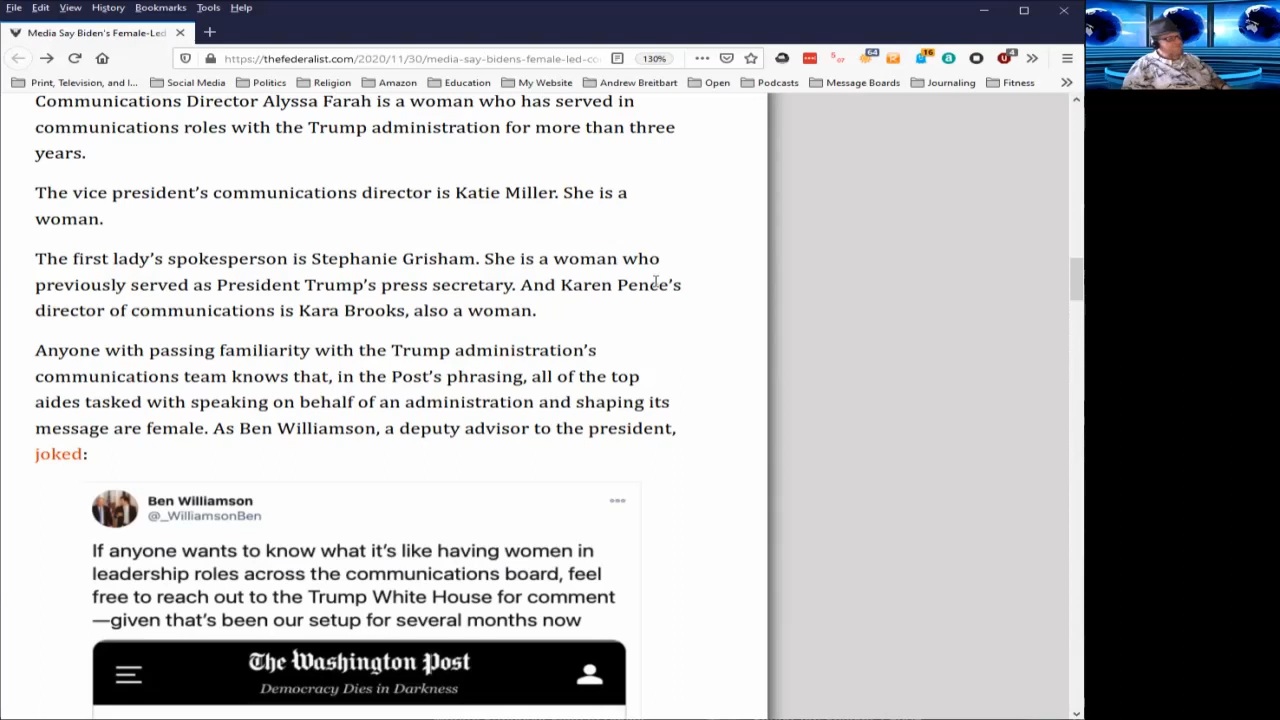 File Edit View History Bookmarks Tools Help
Media Say Biden's Female-Led
https://thefederalist.com/2020/11/30/media-say-bidens-female-led-co
130%
64
16
4
Print, Television, and I... Social Media Politics Religion Amazon Education My Website Andrew Breitbart Open Podcasts Message Boards Journaling Fitness
Communications Director Alyssa Farah is a woman who has served in
communications roles with the Trump administration for more than three
years.
The vice president's communications director is Katie Miller. She is a
woman.
The first lady's spokesperson is Stephanie Grisham. She is a woman who
previously served as President Trump's press secretary. And Karen Pence's
director of communications is Kara Brooks, also a woman.
Anyone with passing familiarity with the Trump administration's
communications team knows that, in the Post's phrasing, all of the top
aides tasked with speaking on behalf of an administration and shaping its
message are female. As Ben Williamson, a deputy advisor to the president,
joked:
Ben Williamson
@_WilliamsonBen
If anyone wants to know what it's like having women in
leadership roles across the communications board, feel
free to reach out to the Trump White House for comment
—given that's been our setup for several months now
The Washington Post
Democracy Dies in Darkness